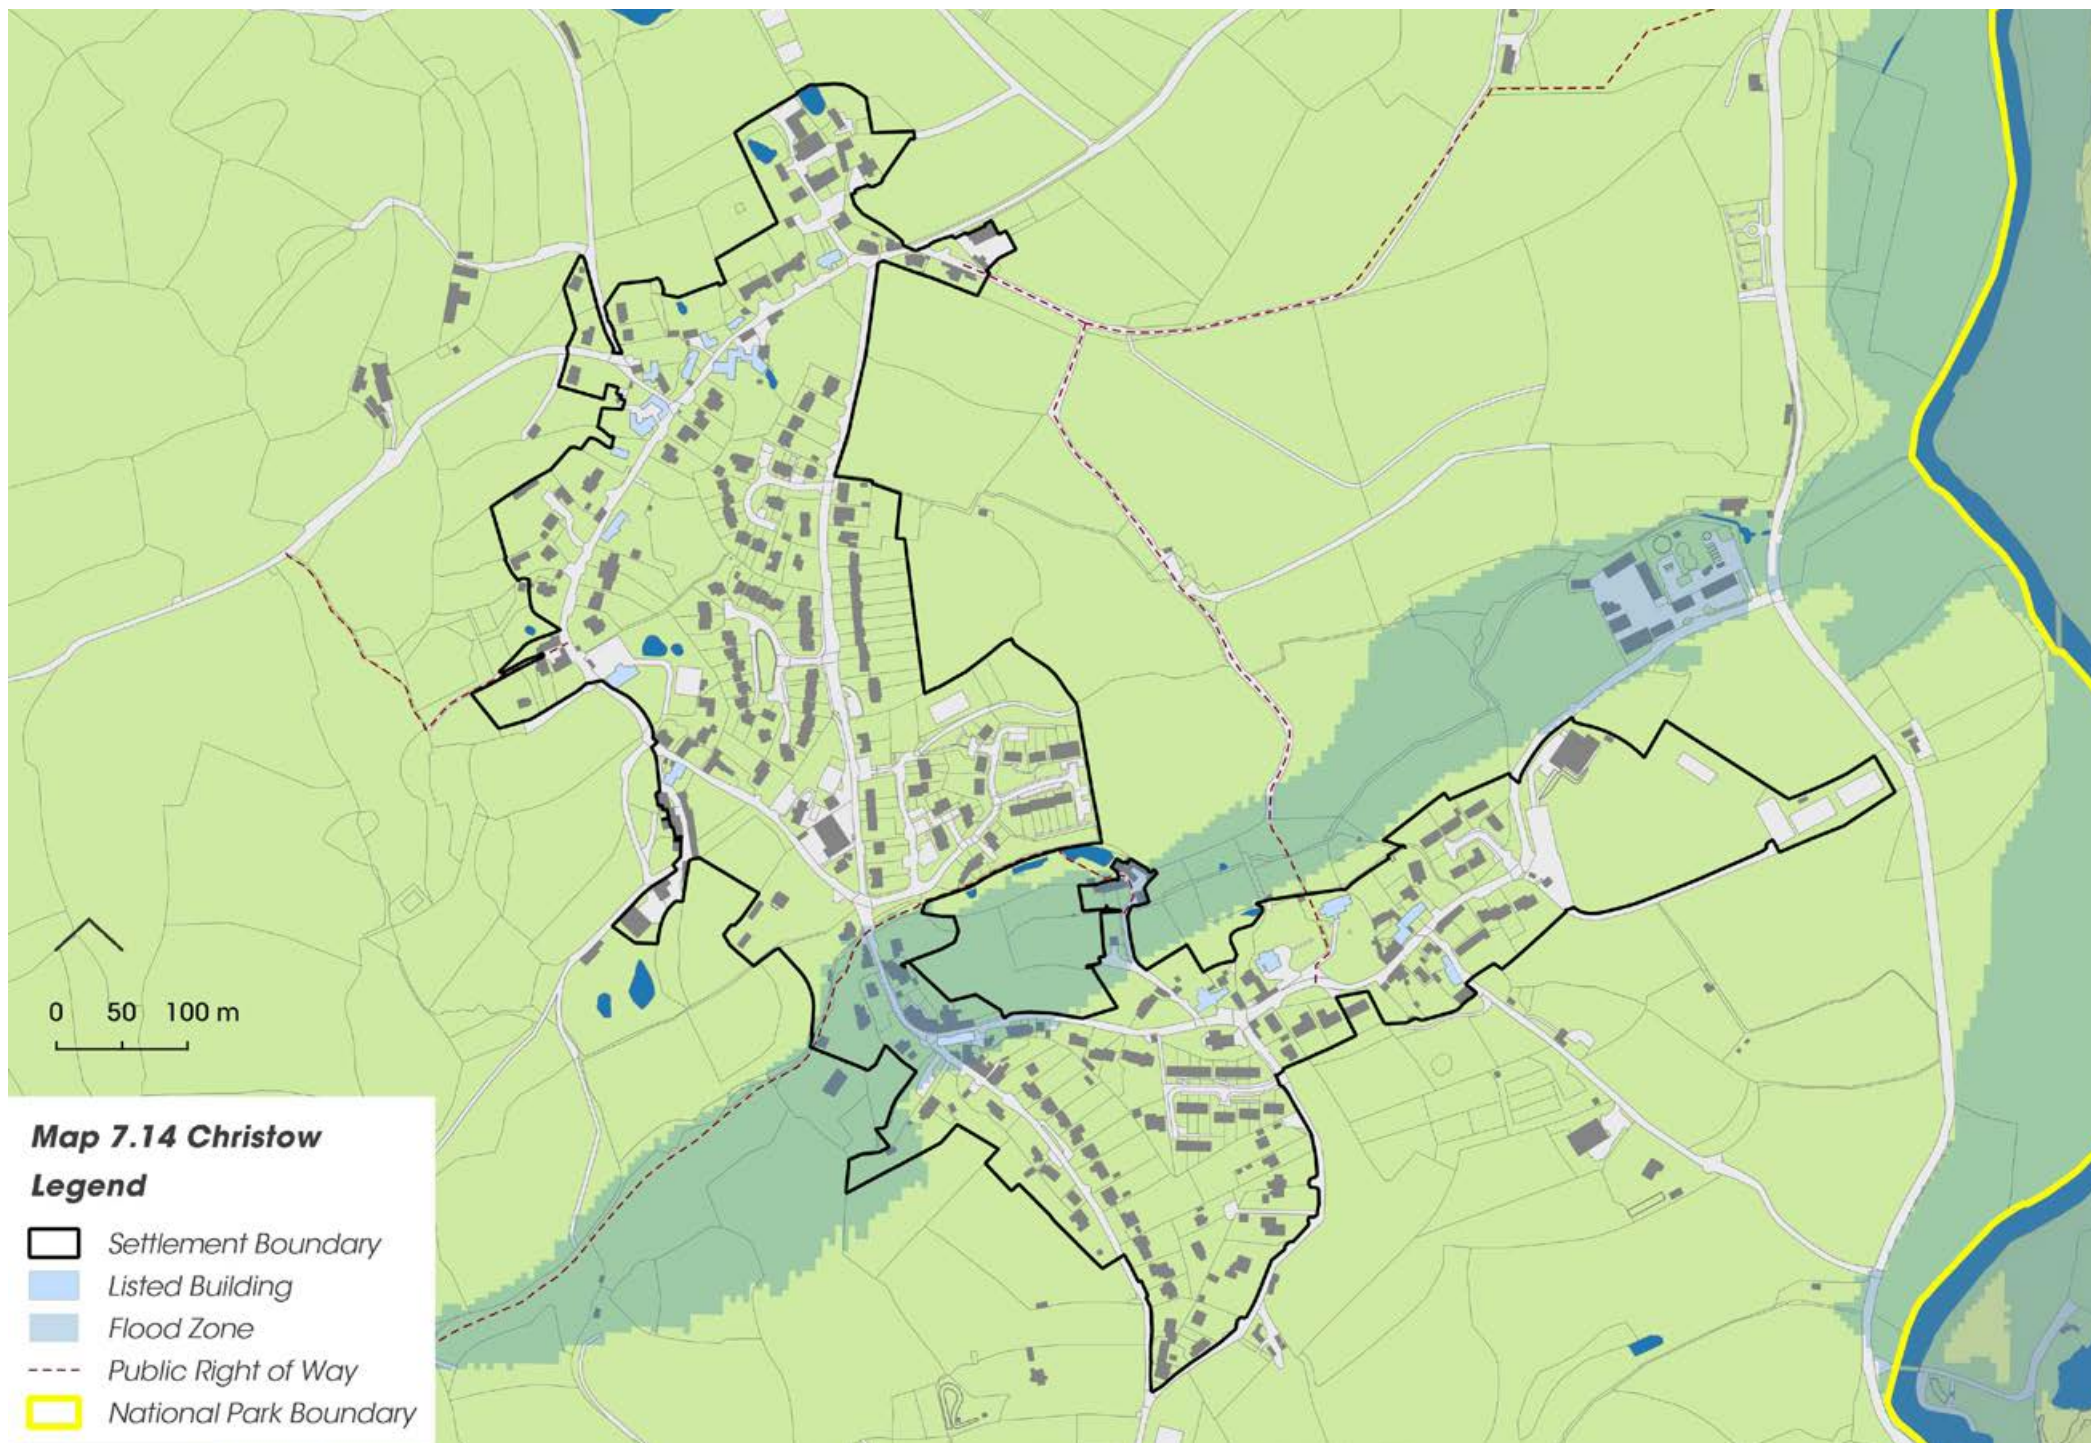 0 50 100 m
Map 7.14 Christow
Legend
Settlement Boundary
Listed Building
Flood Zone
Public Right of Way
National Park Boundary